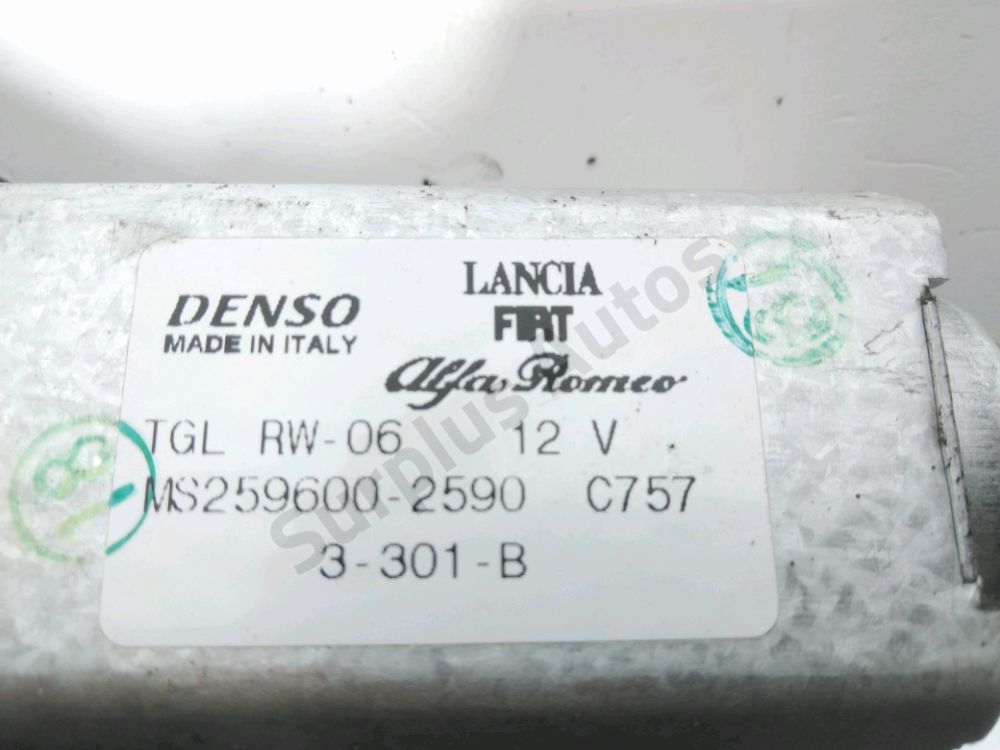 DENSO
MADE IN ITALY
LANCIA
FIAT
Alfa Romeo
TGL RW-06 12 V .
MS259600-2590 C757
3-301-B
Surplus Autos